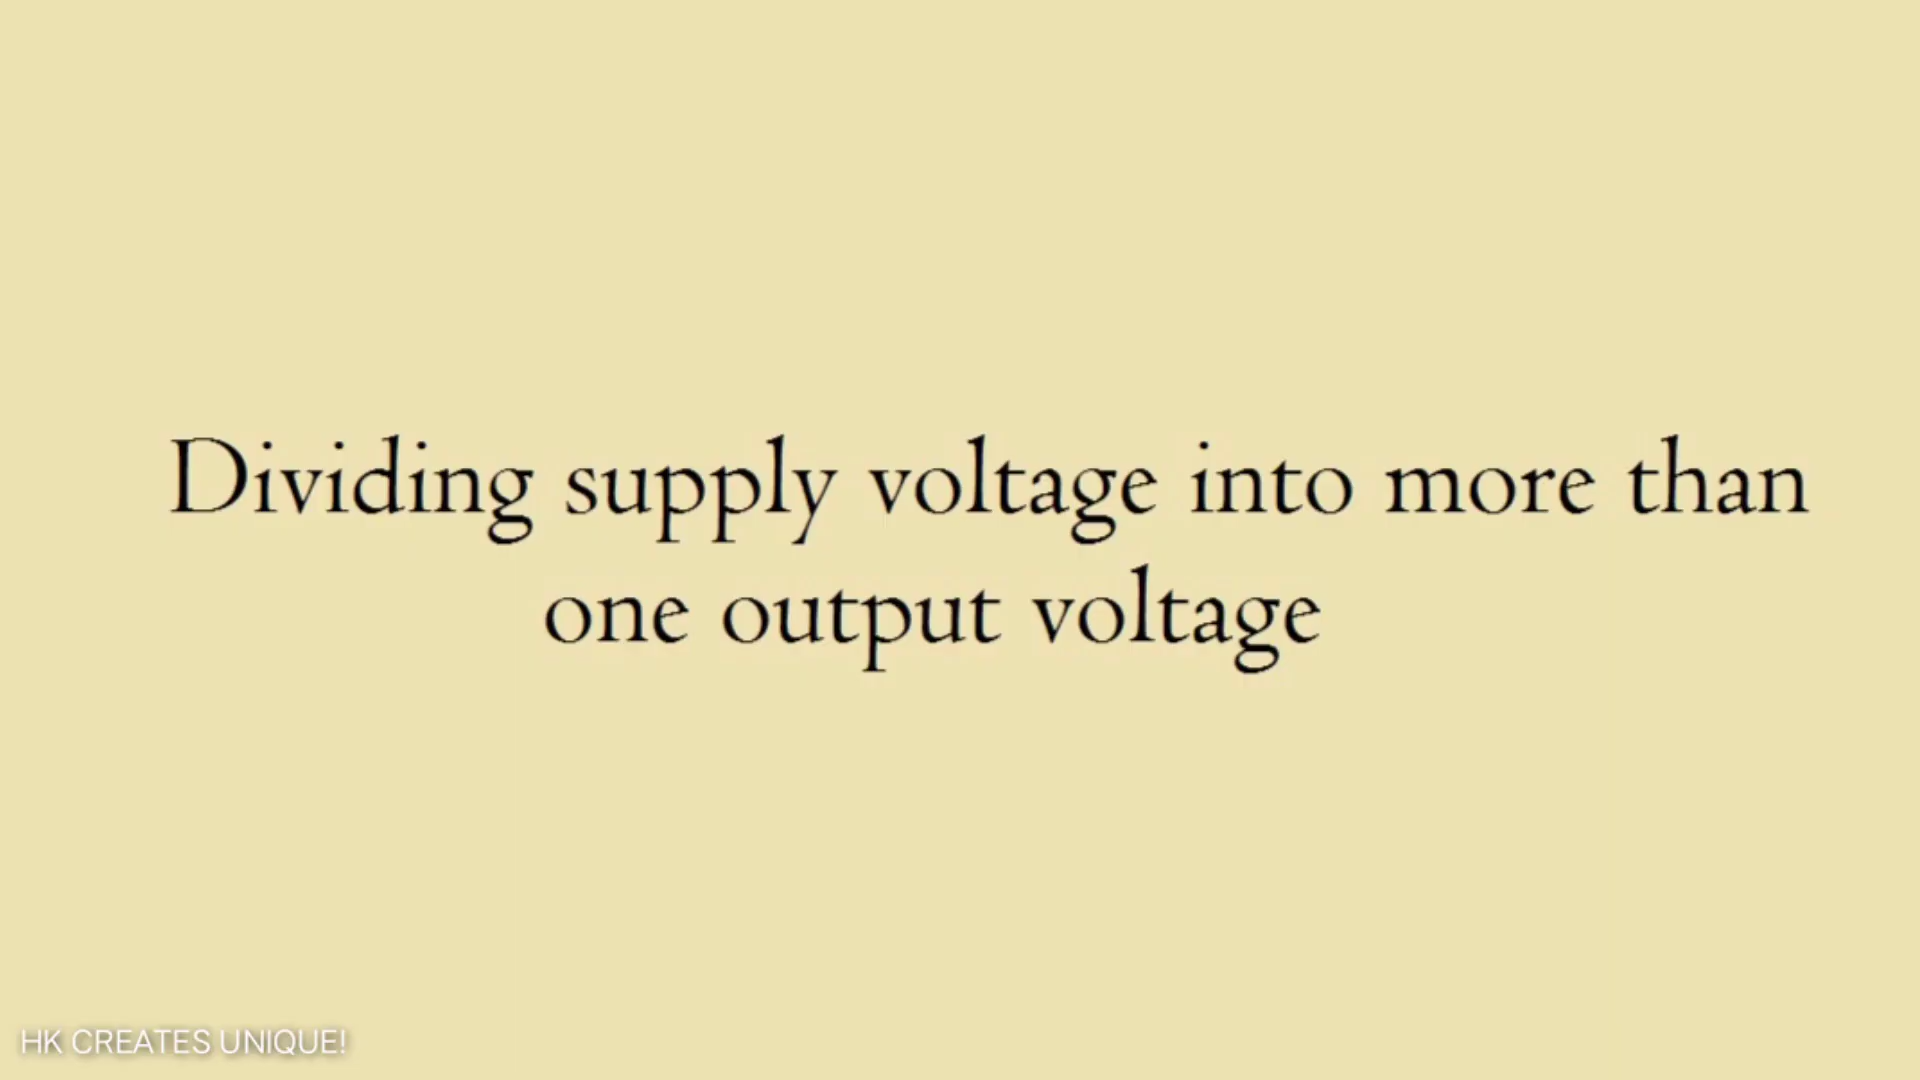 Dividing supply voltage into more than
one output voltage
HK CREATES UNIQUE!